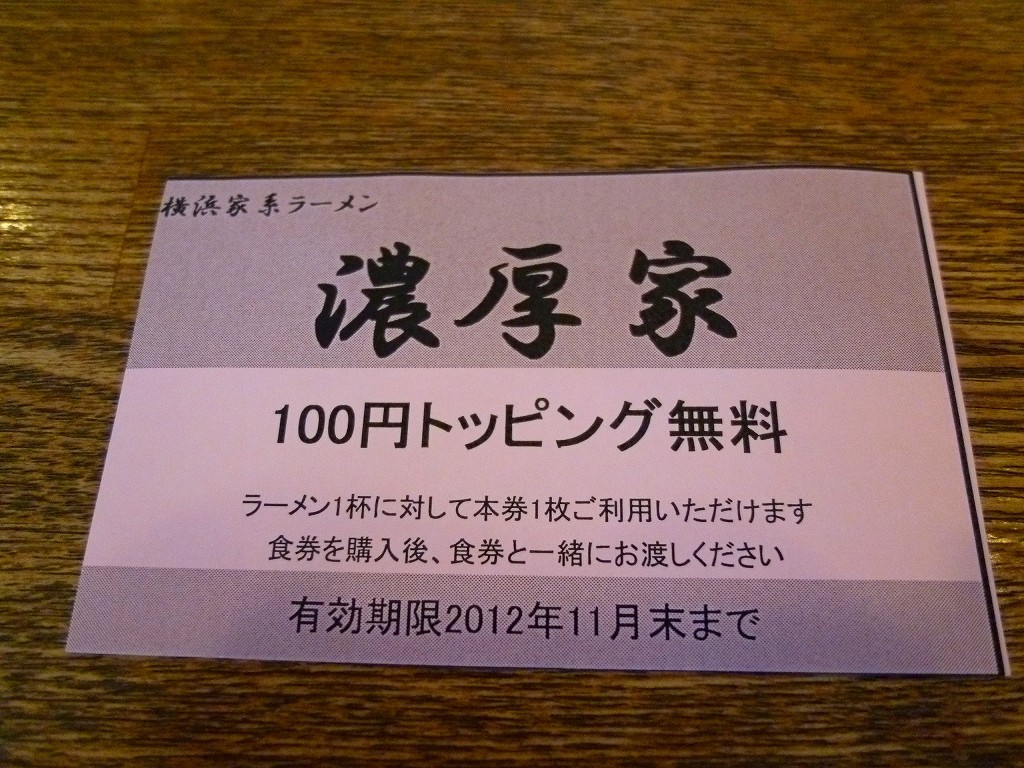 横浜家系ラーメン
濃厚家
100円トッピング無料
ラーメン1杯に対して本券1枚ご利用いただけます
食券を購入後、食券と一緒にお渡しください
有効期限2012年11月末まで